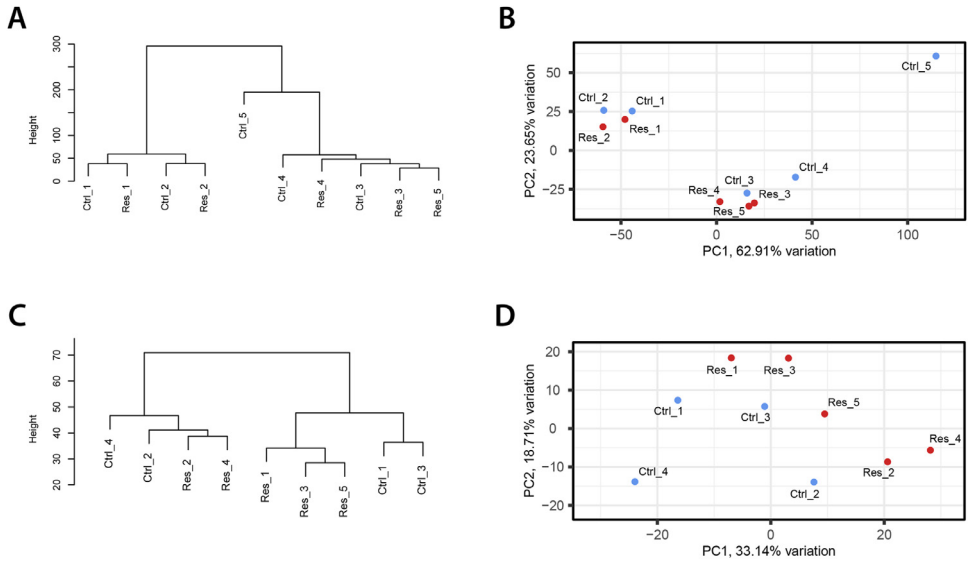 A
300
200
100
50
0
Height
Ctrl_1
Res_1
Ctrl_2
Res_2
Ctrl_5
Ctrl_4
Res_4
Ctrl_3
Res_3
Res_5
B
50
25
0
−25
PC2, 23.65% variation
Ctrl_5
Ctrl_2
Ctrl_1
Res_2
Res_1
Ctrl_4
Ctrl_3
Res_4
Res_3
Res_5
−50
0
50
100
PC1, 62.91% variation
C
70
60
50
40
30
20
Height
Ctrl_4
Ctrl_2
Res_2
Res_4
Res_1
Res_3
Res_5
Ctrl_1
Ctrl_3
D
20
10
0
−10
−20
PC2, 18.71% variation
Res_1
Res_3
Ctrl_1
Ctrl_3
Res_5
Res_4
Res_2
Ctrl_4
Ctrl_2
−20
0
20
PC1, 33.14% variation